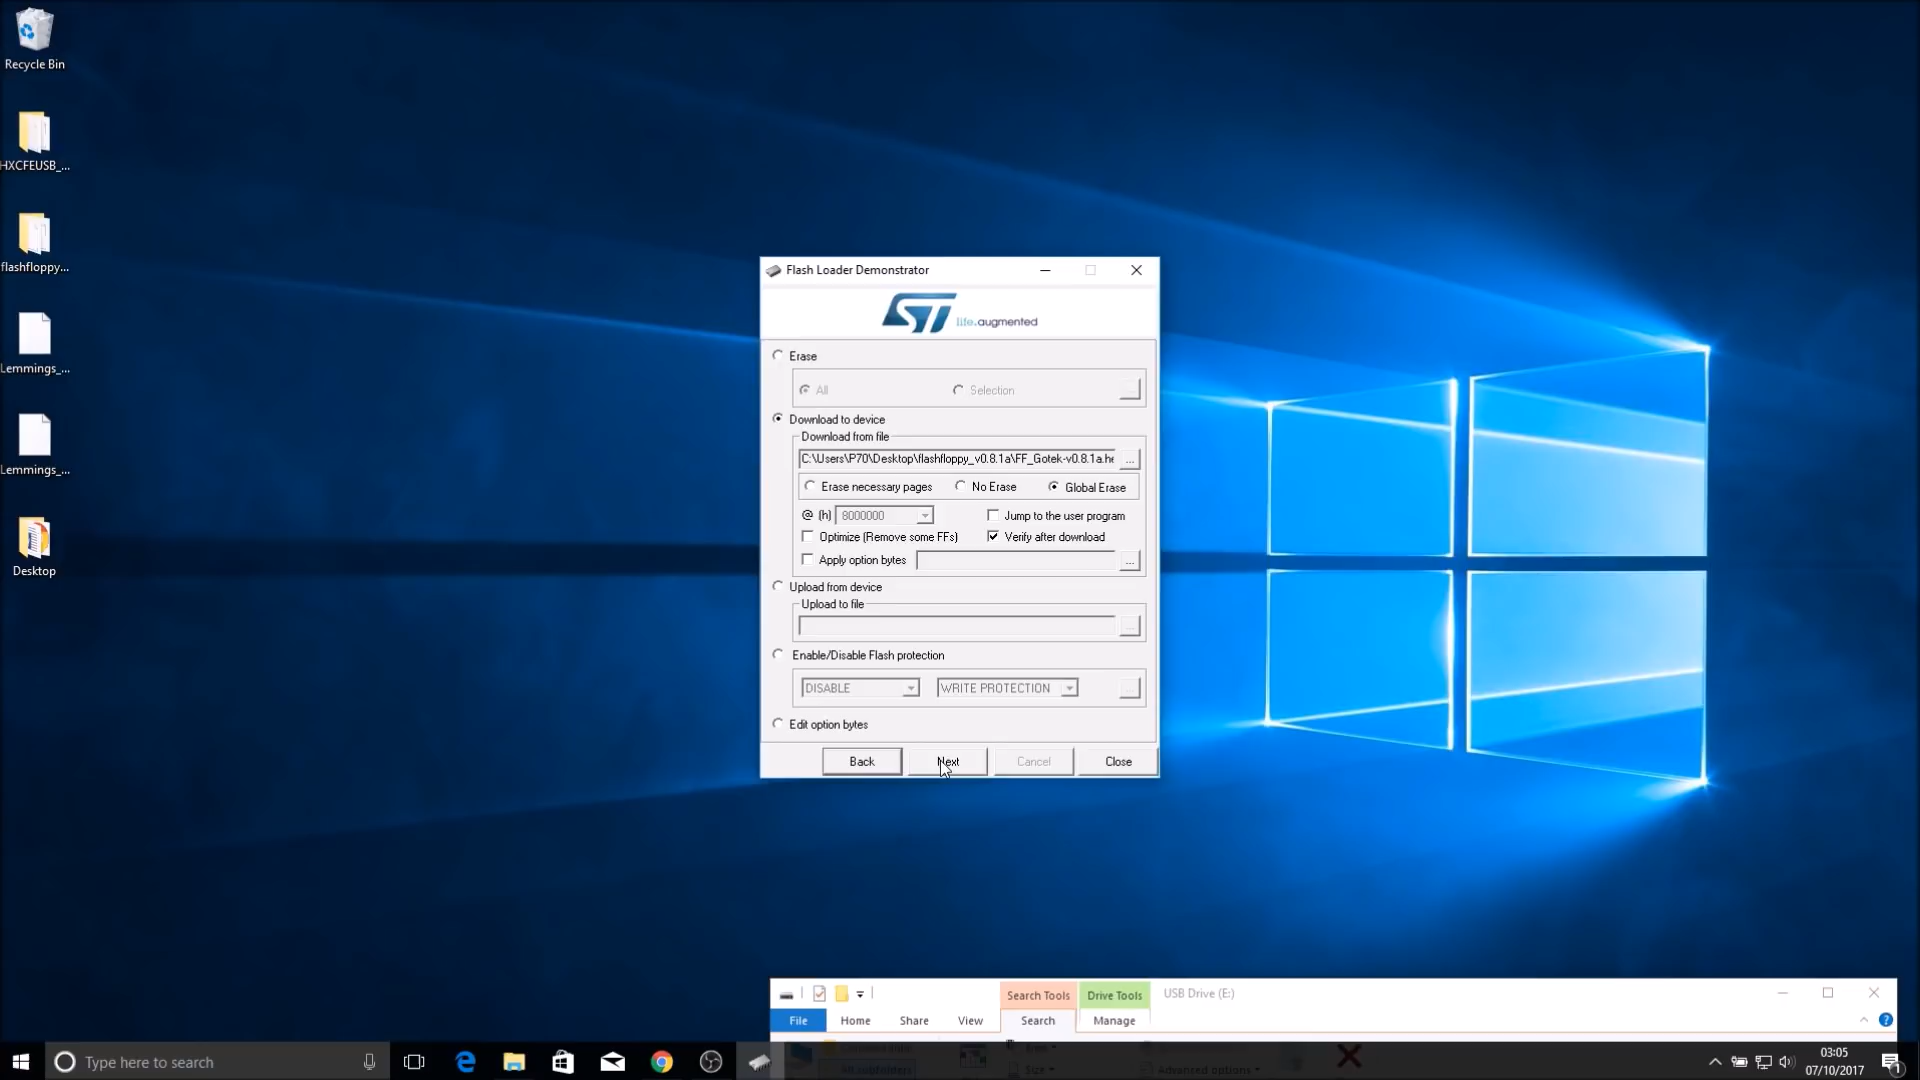 Recycle Bin
HXCFEUSB_...
flashfloppy...
Lemmings_...
Lemmings_...
Desktop
Flash Loader Demonstrator
ST life.augmented
Erase
All Selection ...
Download to device
Download from file
C:\Users\P70\Desktop\flashfloppy_v0.8.1a\FF_Gotek-v0.8.1a.he ...
Erase necessary pages No Erase Global Erase
@ (h) 8000000 Jump to the user program
Optimize (Remove some FFs) Verify after download
Apply option bytes ...
Upload from device
Upload to file
...
Enable/Disable Flash protection
DISABLE WRITE PROTECTION ...
Edit option bytes
Back Next Cancel Close
Search Tools Drive Tools USB Drive (E:)
File Home Share View Search Manage
Type here to search
03:05
07/10/2017
1